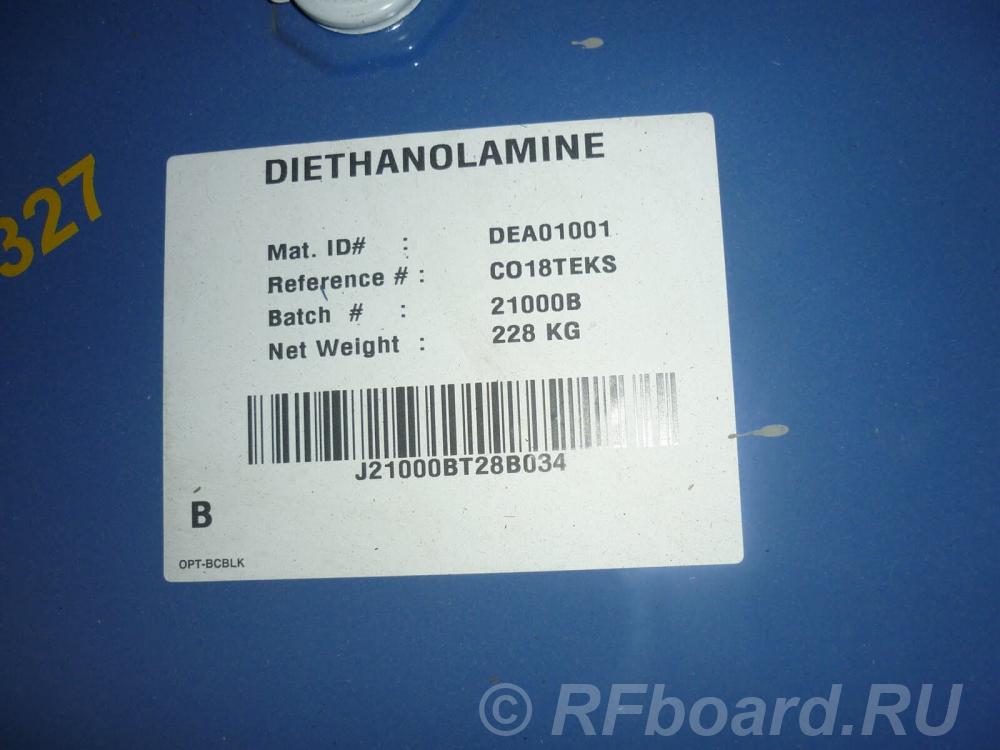 327
DIETHANOLAMINE
Mat. ID# : DEA01001
Reference # : CO18TEKS
Batch # : 21000B
Net Weight : 228 KG
J21000BT28B034
B
OPT-BCBLK
© RFboard.RU